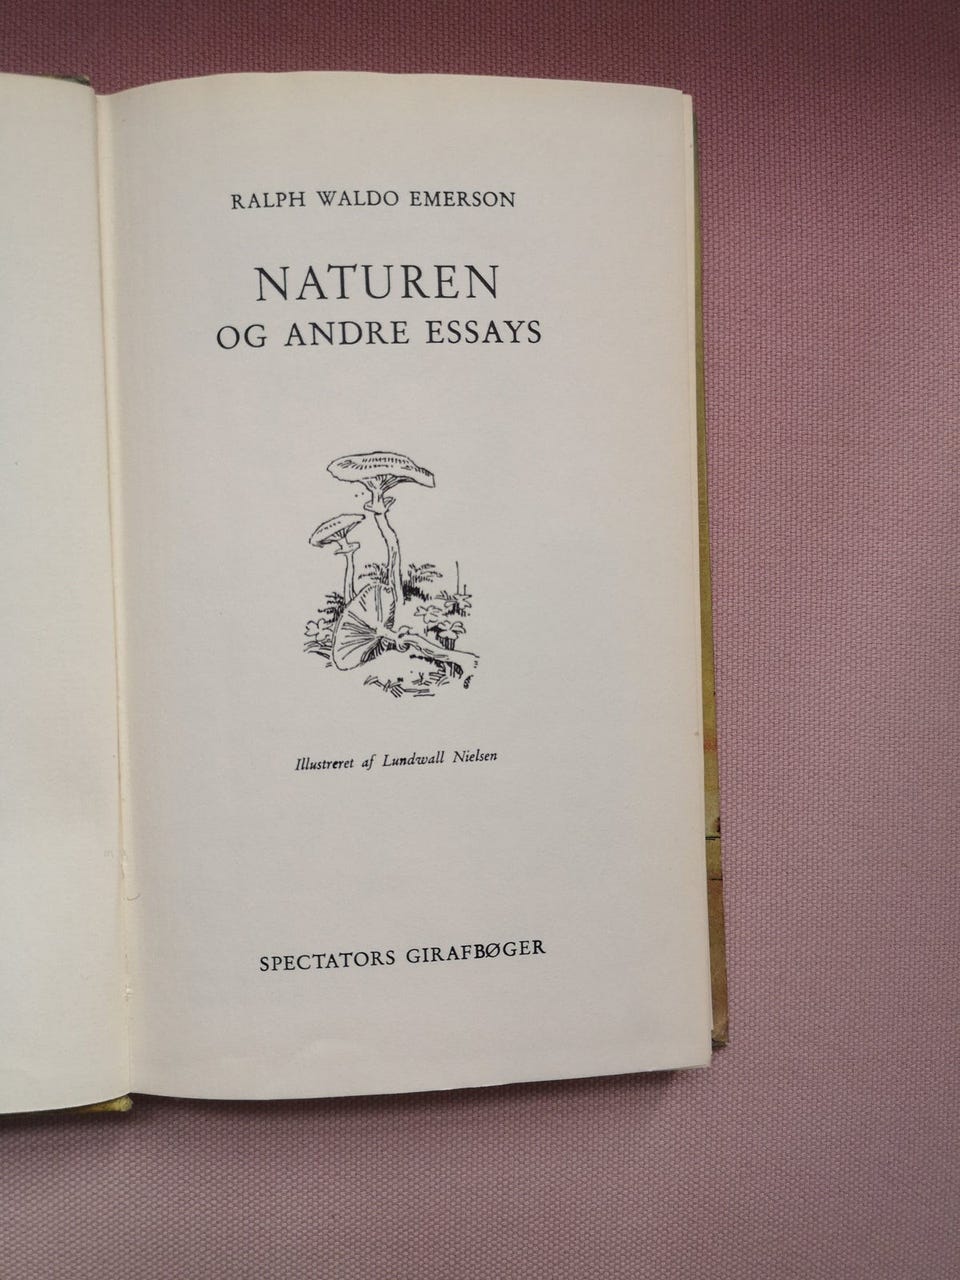 RALPH WALDO EMERSON
NATUREN
OG ANDRE ESSAYS
Illustreret af Lundwall Nielsen
SPECTATORS GIRAFBØGER